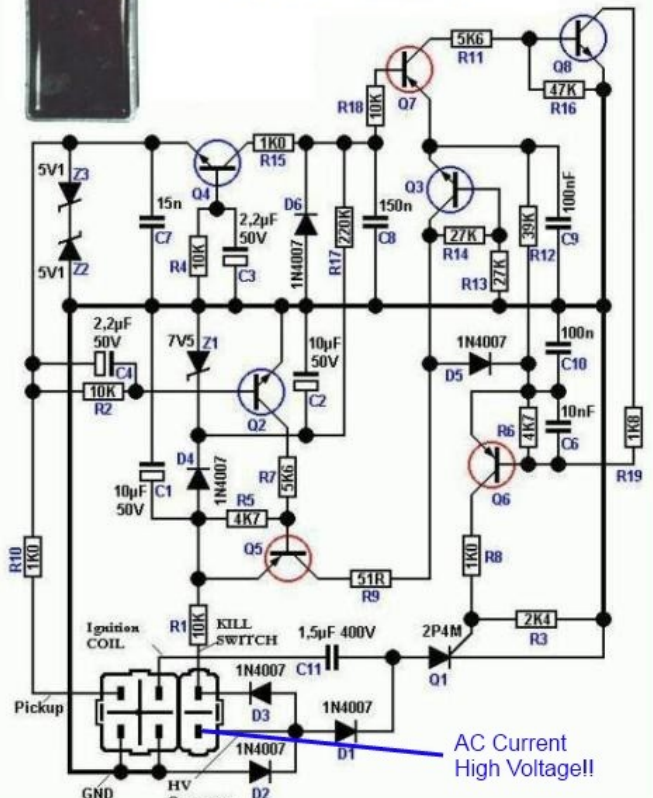 5K6
R11
Q8
Q7
47K
R16
R18
10K
5V1
Z3
15n
C7
Q4
1K0
R15
Q3
100nF
C9
2,2µF
50V
C3
D6
1N4007
220K
R17
150n
C8
39K
R12
27K
R14
27K
R13
R4
10K
5V1
Z2
2,2µF
50V
C4
10K
R2
7V5
Z1
10µF
50V
C2
Q2
1N4007
D5
100n
C10
10nF
C6
R6
4K7
1K8
R19
D4
1N4007
10µF
50V
C1
R7
5K6
R5
4K7
Q6
R10
1K0
Q5
51R
R9
1K0
R8
R1
10K
Ignition
COIL
KILL
SWITCH
1,5µF 400V
C11
2P4M
Q1
2K4
R3
Pickup
1N4007
D3
1N4007
D1
1N4007
D2
GND
HV
AC Current
High Voltage!!